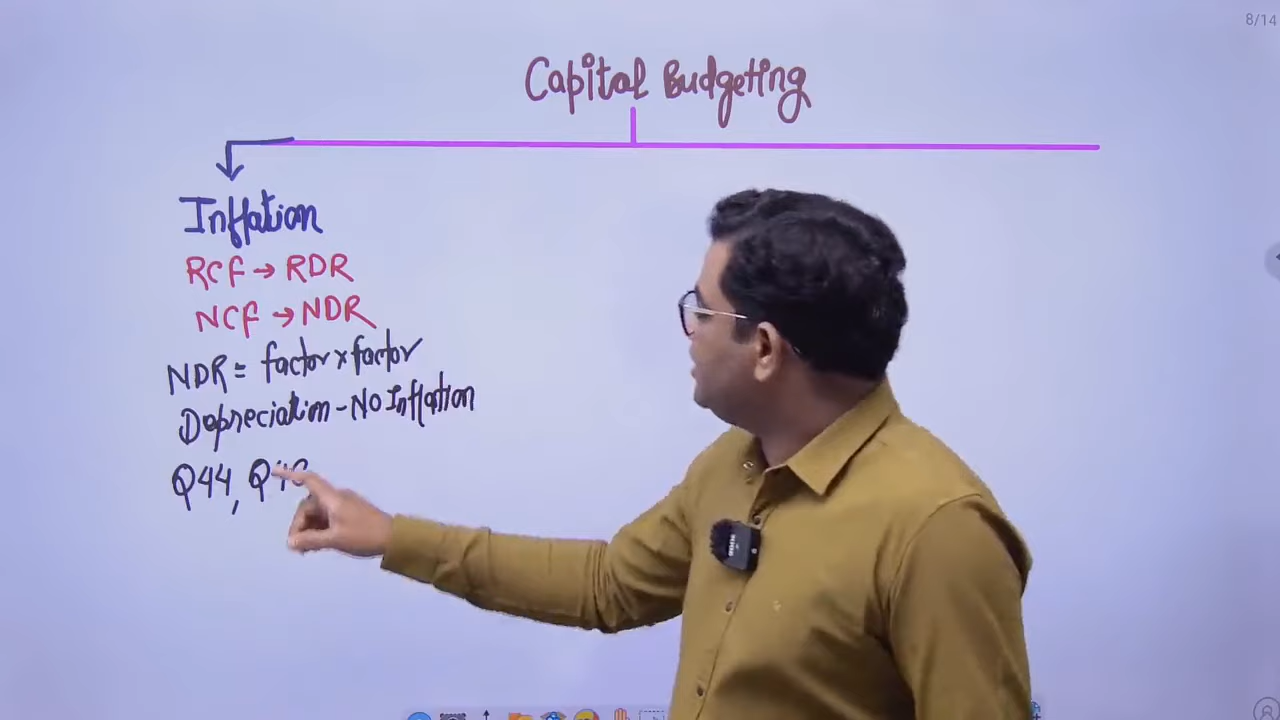 8/14
Capital Budgeting
Inflation
RCF → RDR
NCF → NDR
NDR = factor × factor
Depreciation - No Inflation
Q44,